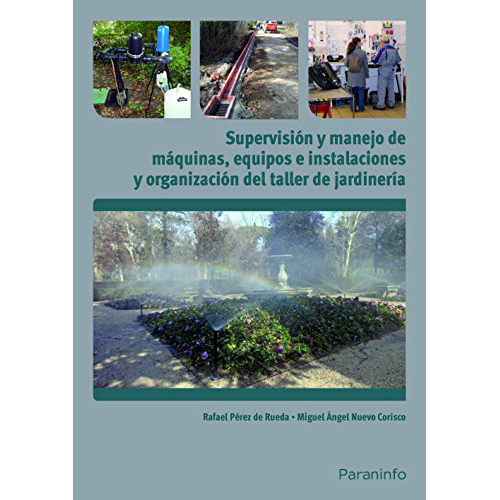 Supervisión y manejo de
máquinas, equipos e instalaciones
y organización del taller de jardinería
Rafael Pérez de Rueda • Miguel Ángel Nuevo Corisco
Paraninfo